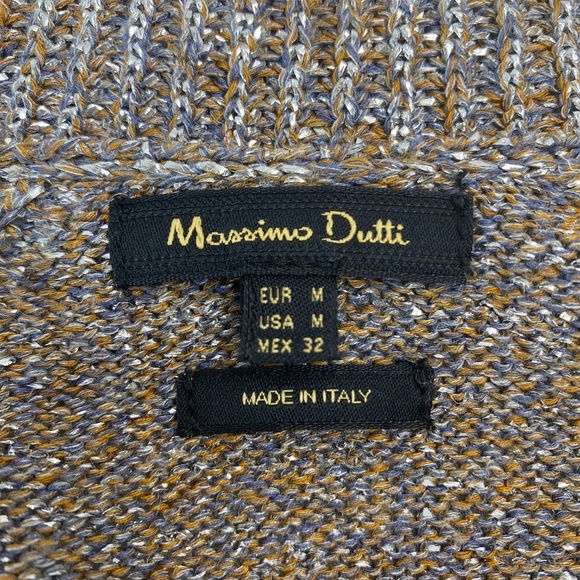 Massimo Dutti
EUR M
USA M
MEX 32
MADE IN ITALY